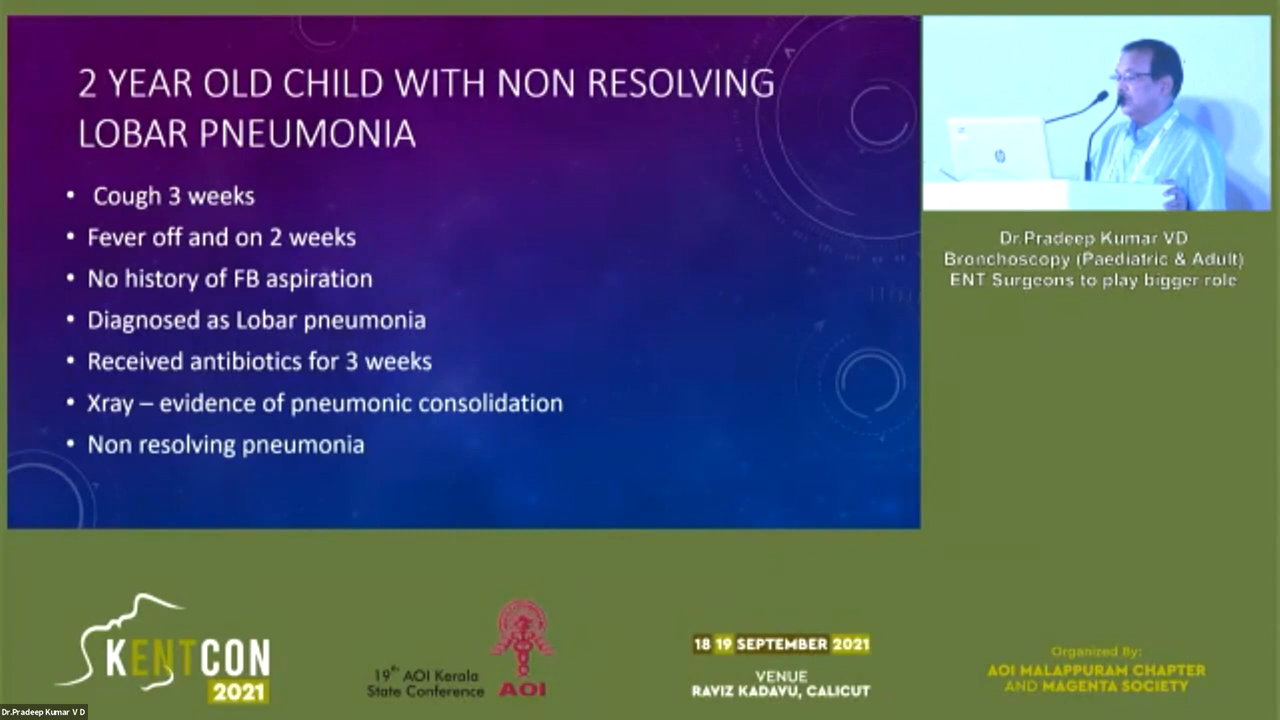 2 YEAR OLD CHILD WITH NON RESOLVING
LOBAR PNEUMONIA
• Cough 3 weeks
• Fever off and on 2 weeks
• No history of FB aspiration
• Diagnosed as Lobar pneumonia
• Received antibiotics for 3 weeks
• Xray – evidence of pneumonic consolidation
• Non resolving pneumonia
Dr.Pradeep Kumar VD
Bronchoscopy (Paediatric & Adult)
ENT Surgeons to play bigger role
KENTCON
2021
19th AOI Kerala
State Conference
AOI
18 19 SEPTEMBER 2021
VENUE
RAVIZ KADAVU, CALICUT
Organized By:
AOI MALAPPURAM CHAPTER
AND MAGENTA SOCIETY
Dr.Pradeep Kumar V D